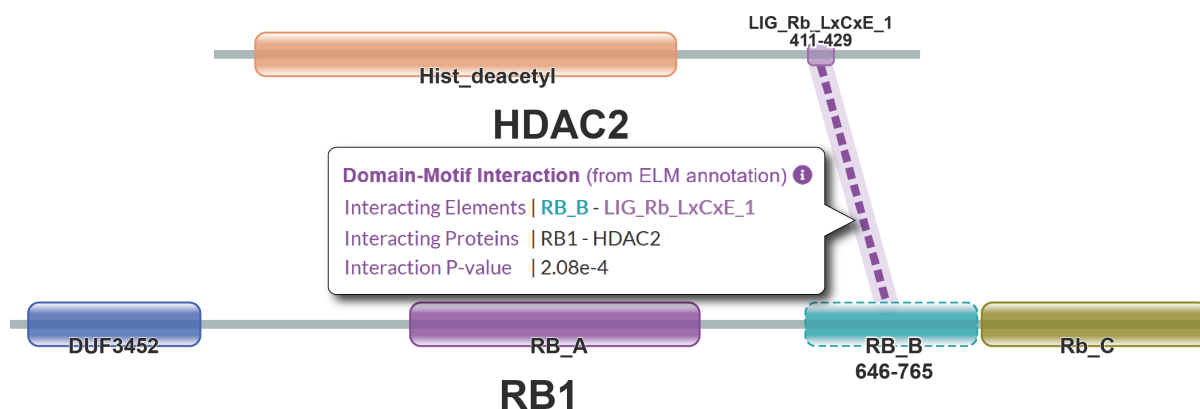 LIG_Rb_LxCxE_1
411-429
Hist_deacetyl
HDAC2
Domain-Motif Interaction (from ELM annotation) i
Interacting Elements | RB_B - LIG_Rb_LxCxE_1
Interacting Proteins | RB1 - HDAC2
Interaction P-value | 2.08e-4
DUF3452
RB_A
RB_B
Rb_C
646-765
RB1